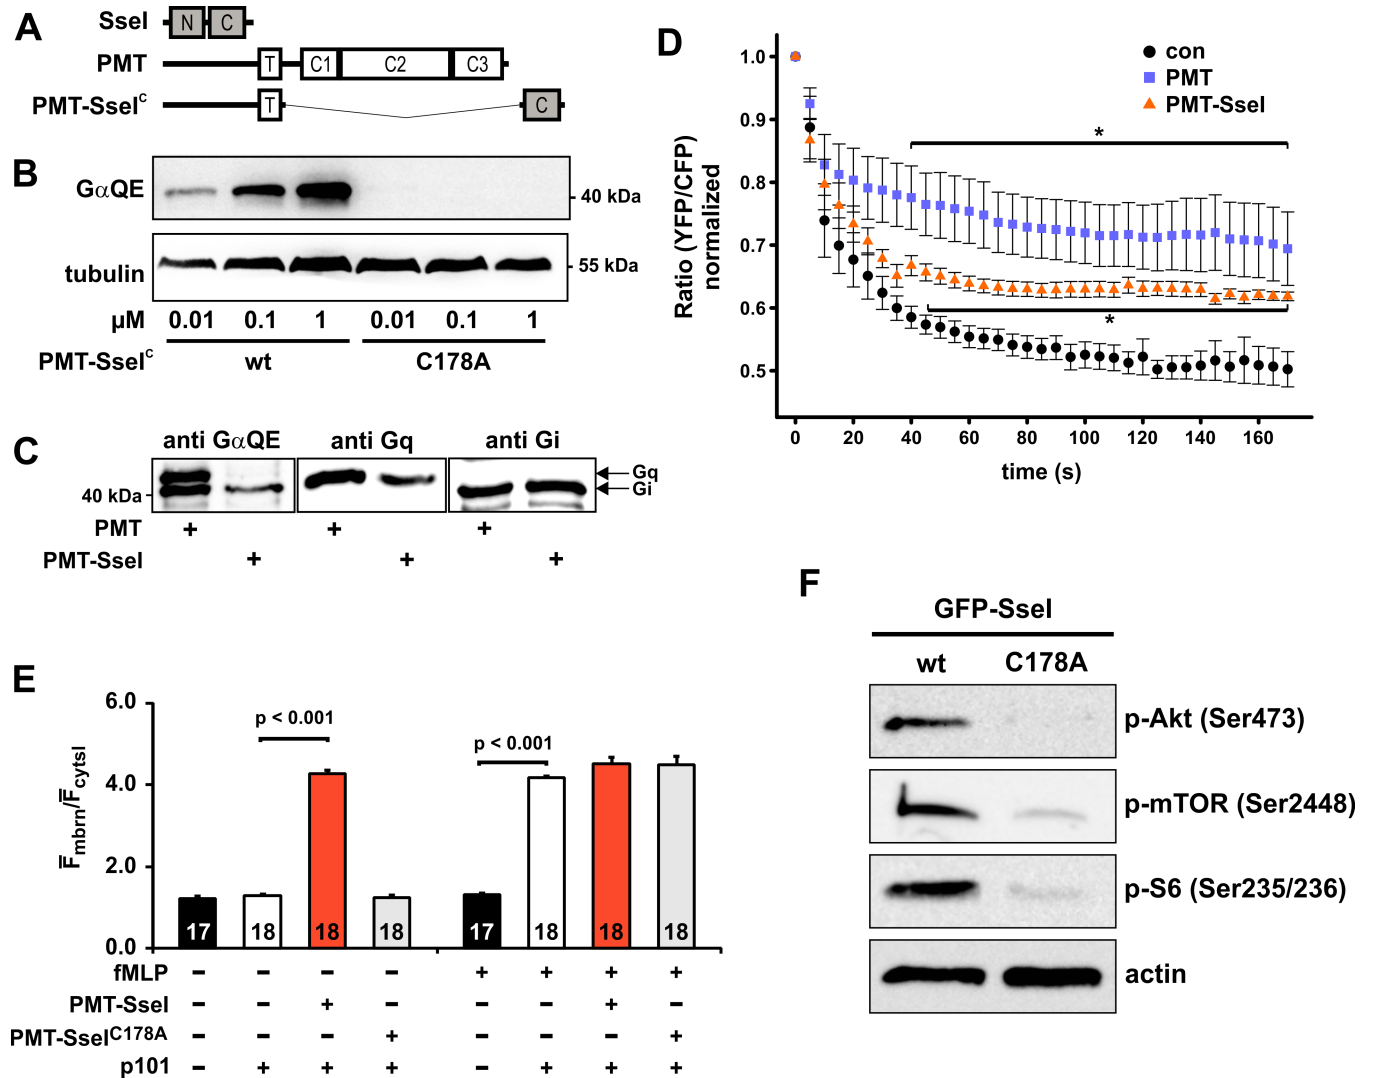 A
SseI
N C
PMT
T C1 C2 C3
PMT-SseIC
T C
B
GαQE
40 kDa
tubulin
55 kDa
µM 0.01 0.1 1 0.01 0.1 1
PMT-SseIC wt C178A
C
anti GαQE anti Gq anti Gi
40 kDa
Gq
Gi
PMT + + +
PMT-SseI + + +
D
con
PMT
PMT-SseI
*
*
Ratio (YFP/CFP)
normalized
1.0
0.9
0.8
0.7
0.6
0.5
0 20 40 60 80 100 120 140 160
time (s)
E
F̅mbrn/F̅cytsl
6.0
4.0
2.0
0.0
p < 0.001
p < 0.001
17 18 18 18 17 18 18 18
fMLP – – – – + + + +
PMT-SseI – – + – – – + –
PMT-SseIC178A – – – + – – – +
p101 – + + + – + + +
F
GFP-SseI
wt C178A
p-Akt (Ser473)
p-mTOR (Ser2448)
p-S6 (Ser235/236)
actin